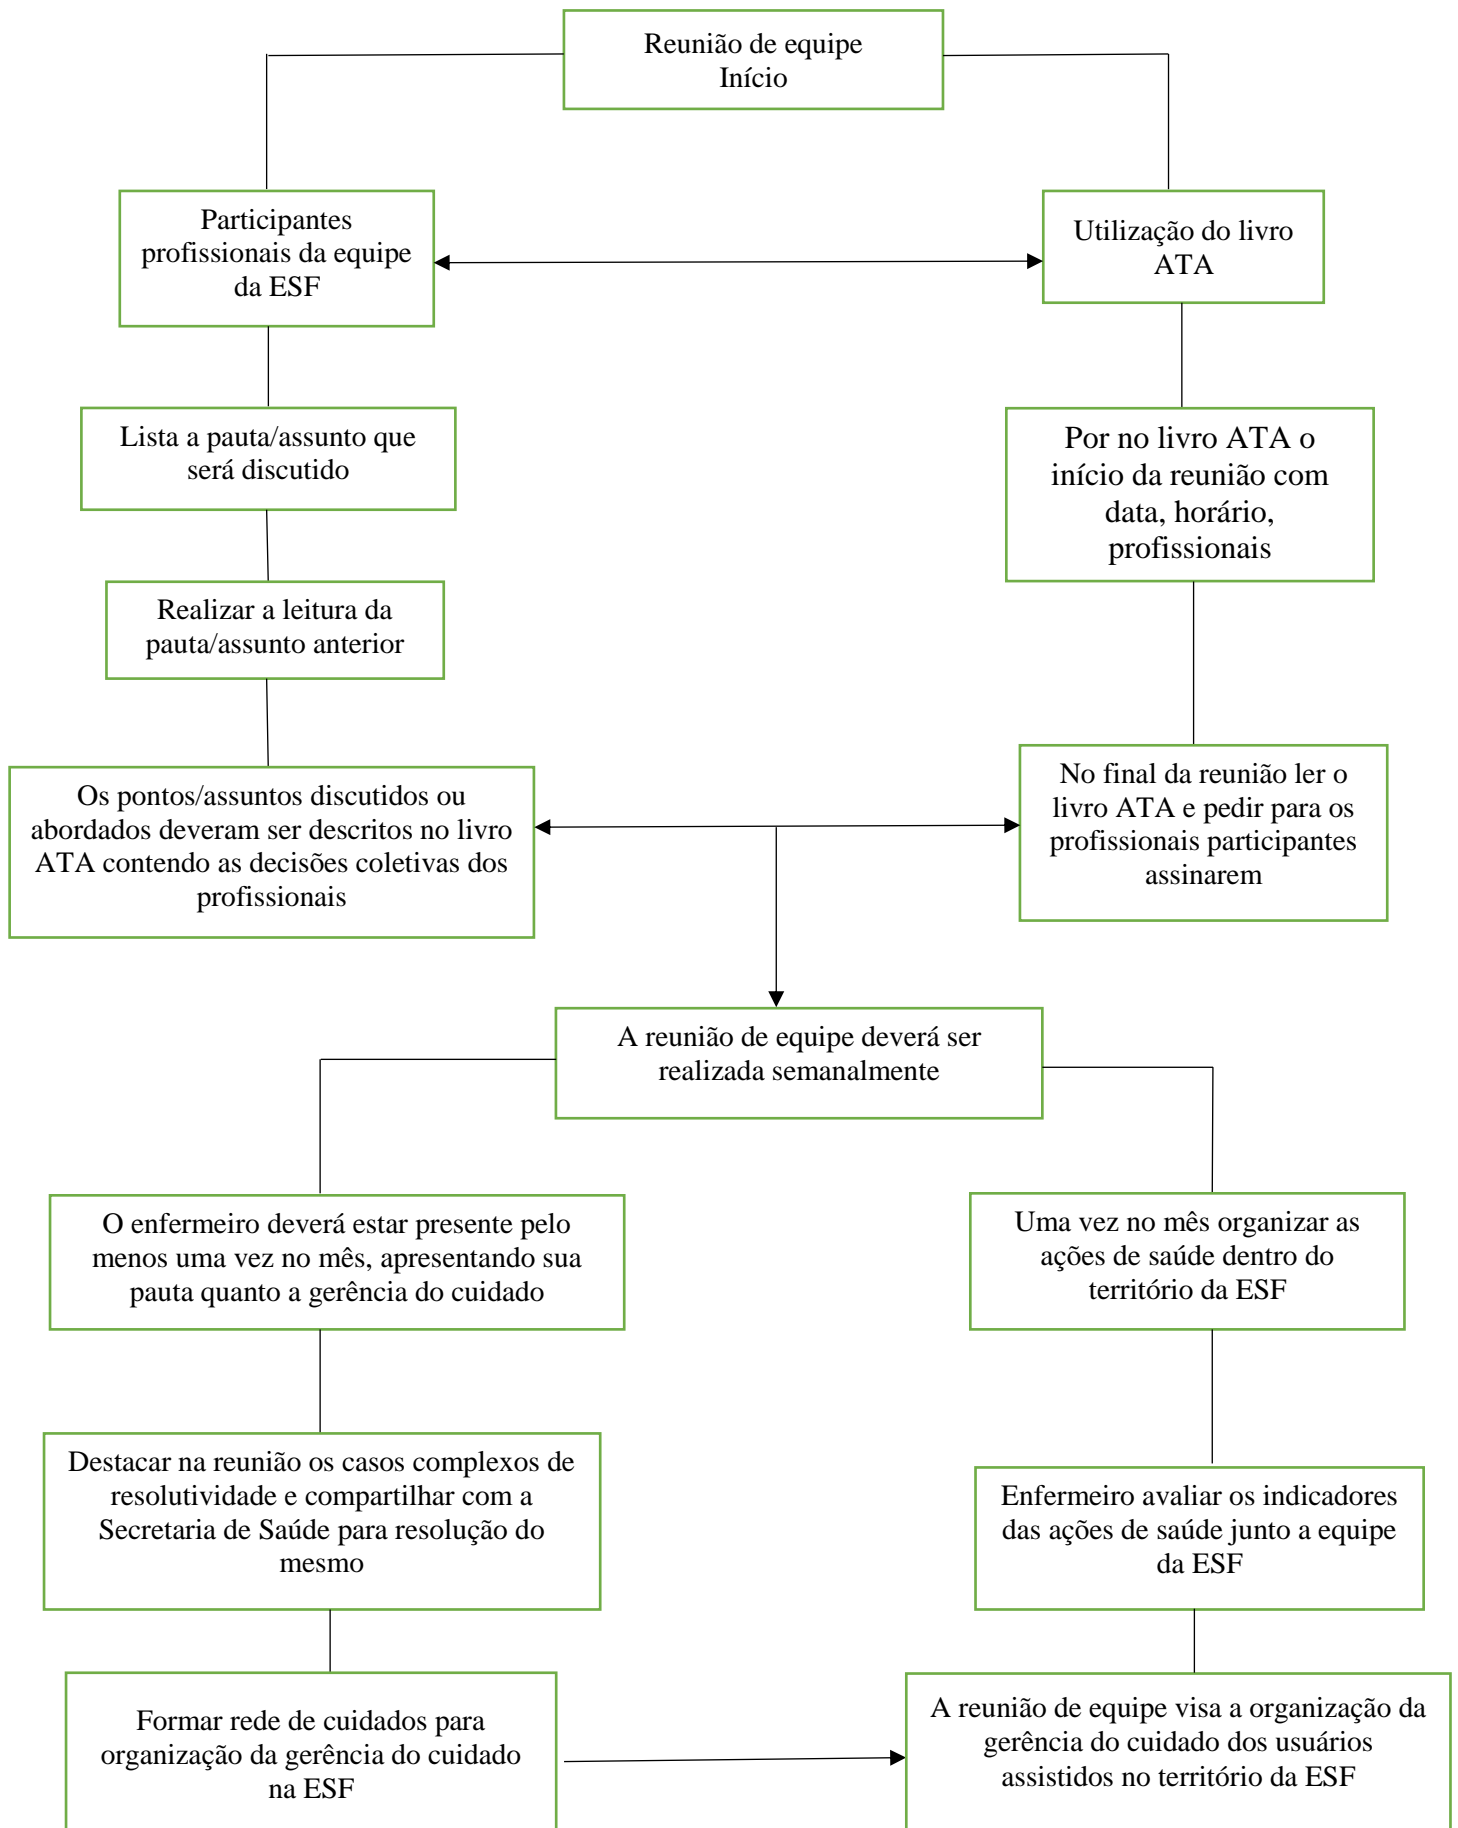 Reunião de equipe
Início
Participantes
profissionais da equipe
da ESF
Utilização do livro
ATA
Lista a pauta/assunto que
será discutido
Por no livro ATA o
início da reunião com
data, horário,
profissionais
Realizar a leitura da
pauta/assunto anterior
Os pontos/assuntos discutidos ou
abordados deveram ser descritos no livro
ATA contendo as decisões coletivas dos
profissionais
No final da reunião ler o
livro ATA e pedir para os
profissionais participantes
assinarem
A reunião de equipe deverá ser
realizada semanalmente
O enfermeiro deverá estar presente pelo
menos uma vez no mês, apresentando sua
pauta quanto a gerência do cuidado
Uma vez no mês organizar as
ações de saúde dentro do
território da ESF
Destacar na reunião os casos complexos de
resolutividade e compartilhar com a
Secretaria de Saúde para resolução do
mesmo
Enfermeiro avaliar os indicadores
das ações de saúde junto a equipe
da ESF
Formar rede de cuidados para
organização da gerência do cuidado
na ESF
A reunião de equipe visa a organização da
gerência do cuidado dos usuários
assistidos no território da ESF